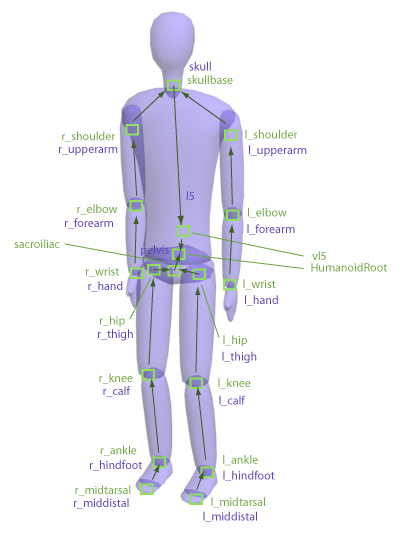 skull
skullbase
r_shoulder
r_upperarm
l_shoulder
l_upperarm
l5
r_elbow
r_forearm
l_elbow
l_forearm
sacroiliac
pelvis
vl5
HumanoidRoot
r_wrist
r_hand
l_wrist
l_hand
r_hip
r_thigh
l_hip
l_thigh
r_knee
r_calf
l_knee
l_calf
r_ankle
r_hindfoot
l_ankle
l_hindfoot
r_midtarsal
r_middistal
l_midtarsal
l_middistal